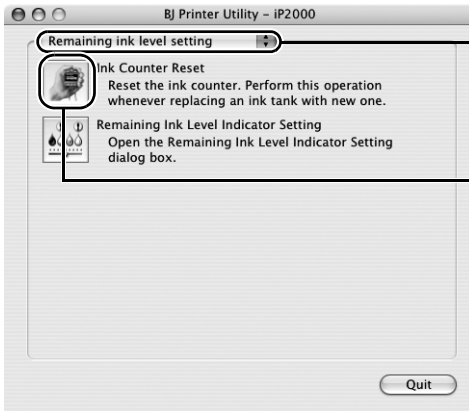 BJ Printer Utility – iP2000
Remaining ink level setting
Ink Counter Reset
Reset the ink counter. Perform this operation
whenever replacing an ink tank with new one.
Remaining Ink Level Indicator Setting
Open the Remaining Ink Level Indicator Setting
dialog box.
Quit